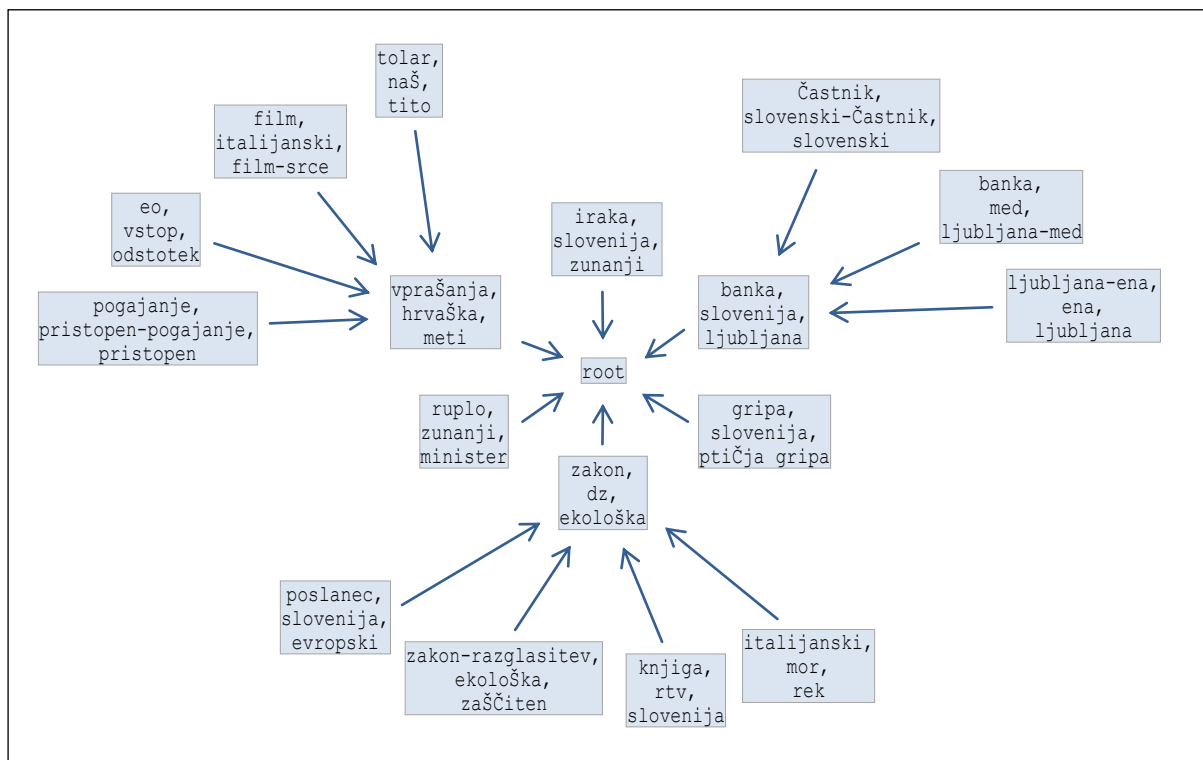 tolar,
naŠ,
tito
film,
italijanski,
film-srce
eo,
vstop,
odstotek
pogajanje,
pristopen-pogajanje,
pristopen
vpraŠanja,
hrvaŠka,
meti
iraka,
slovenija,
zunanji
Častnik,
slovenski-Častnik,
slovenski
banka,
med,
ljubljana-med
ljubljana-ena,
ena,
ljubljana
banka,
slovenija,
ljubljana
root
ruplo,
zunanji,
minister
gripa,
slovenija,
ptiČja gripa
zakon,
dz,
ekoloŠka
poslanec,
slovenija,
evropski
zakon-razglasitev,
ekoloŠka,
zaŠČiten
knjiga,
rtv,
slovenija
italijanski,
mor,
rek